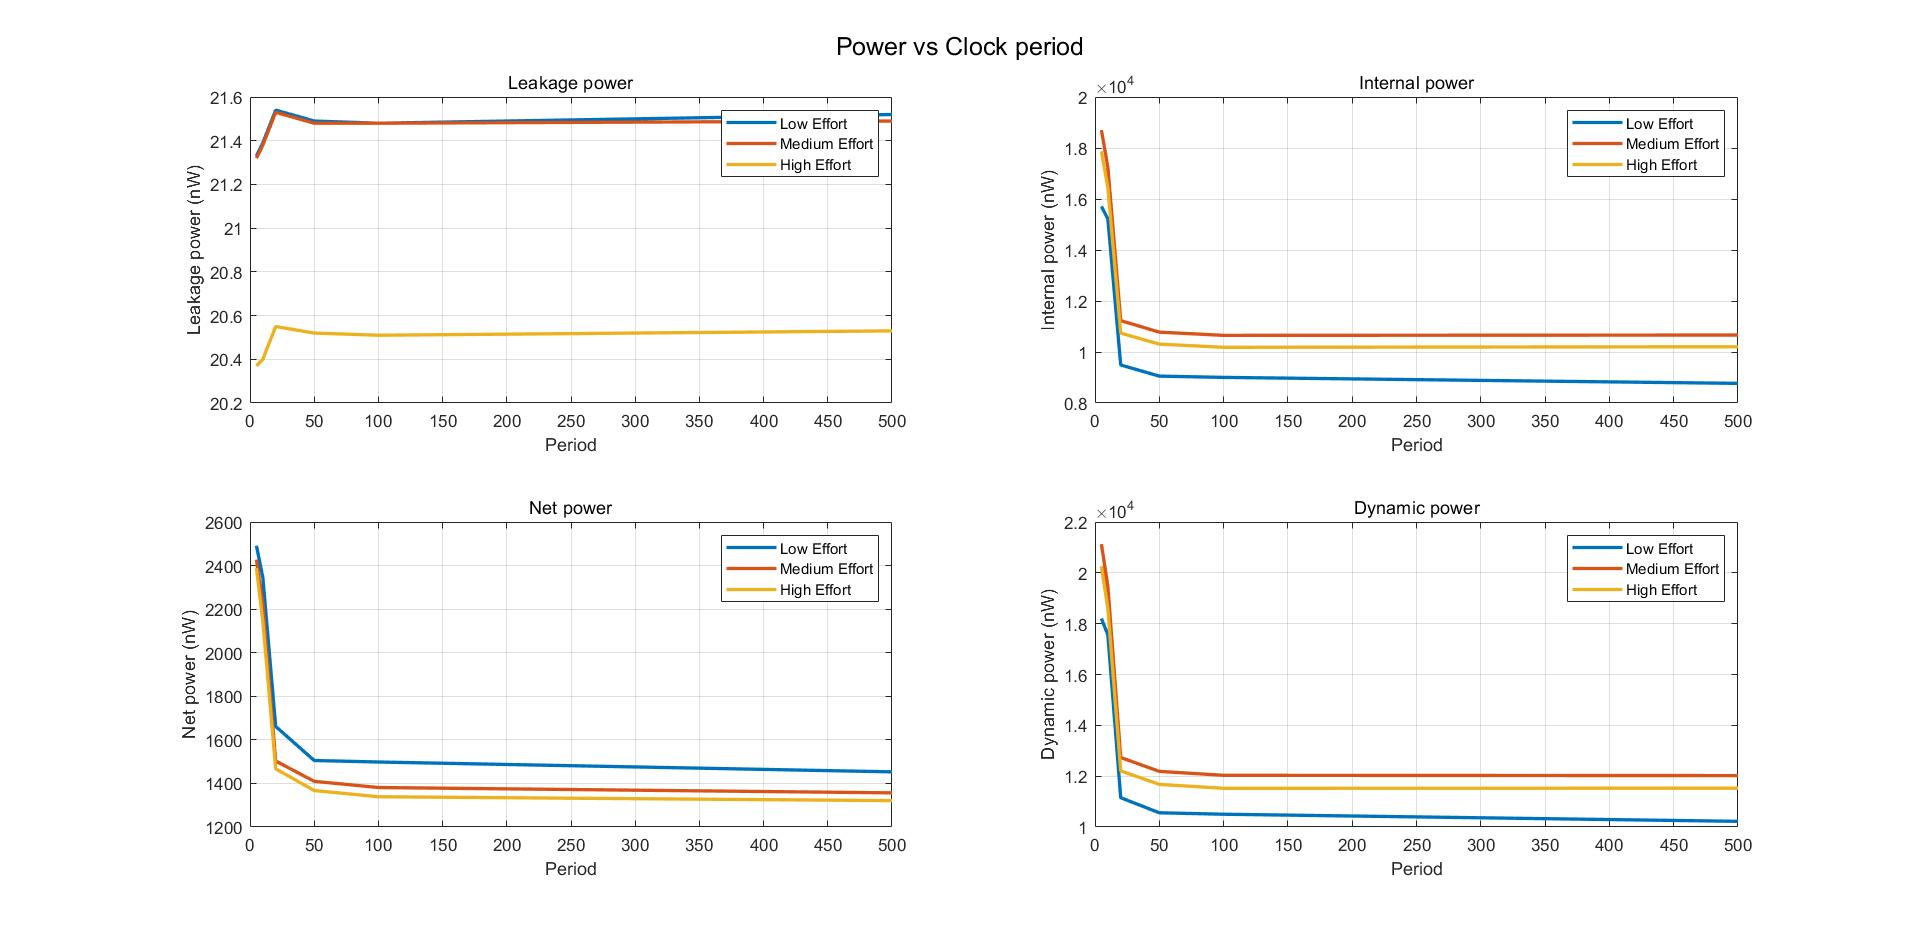 Power vs Clock period
Leakage power
21.6
21.4
21.2
21
20.8
20.6
20.4
20.2
Leakage power (nW)
0 50 100 150 200 250 300 350 400 450 500
Period
Low Effort
Medium Effort
High Effort
Internal power
×10⁴
2
1.8
1.6
1.4
1.2
1
0.8
Internal power (nW)
0 50 100 150 200 250 300 350 400 450 500
Period
Low Effort
Medium Effort
High Effort
Net power
2600
2400
2200
2000
1800
1600
1400
1200
Net power (nW)
0 50 100 150 200 250 300 350 400 450 500
Period
Low Effort
Medium Effort
High Effort
Dynamic power
×10⁴
2.2
2
1.8
1.6
1.4
1.2
1
Dynamic power (nW)
0 50 100 150 200 250 300 350 400 450 500
Period
Low Effort
Medium Effort
High Effort